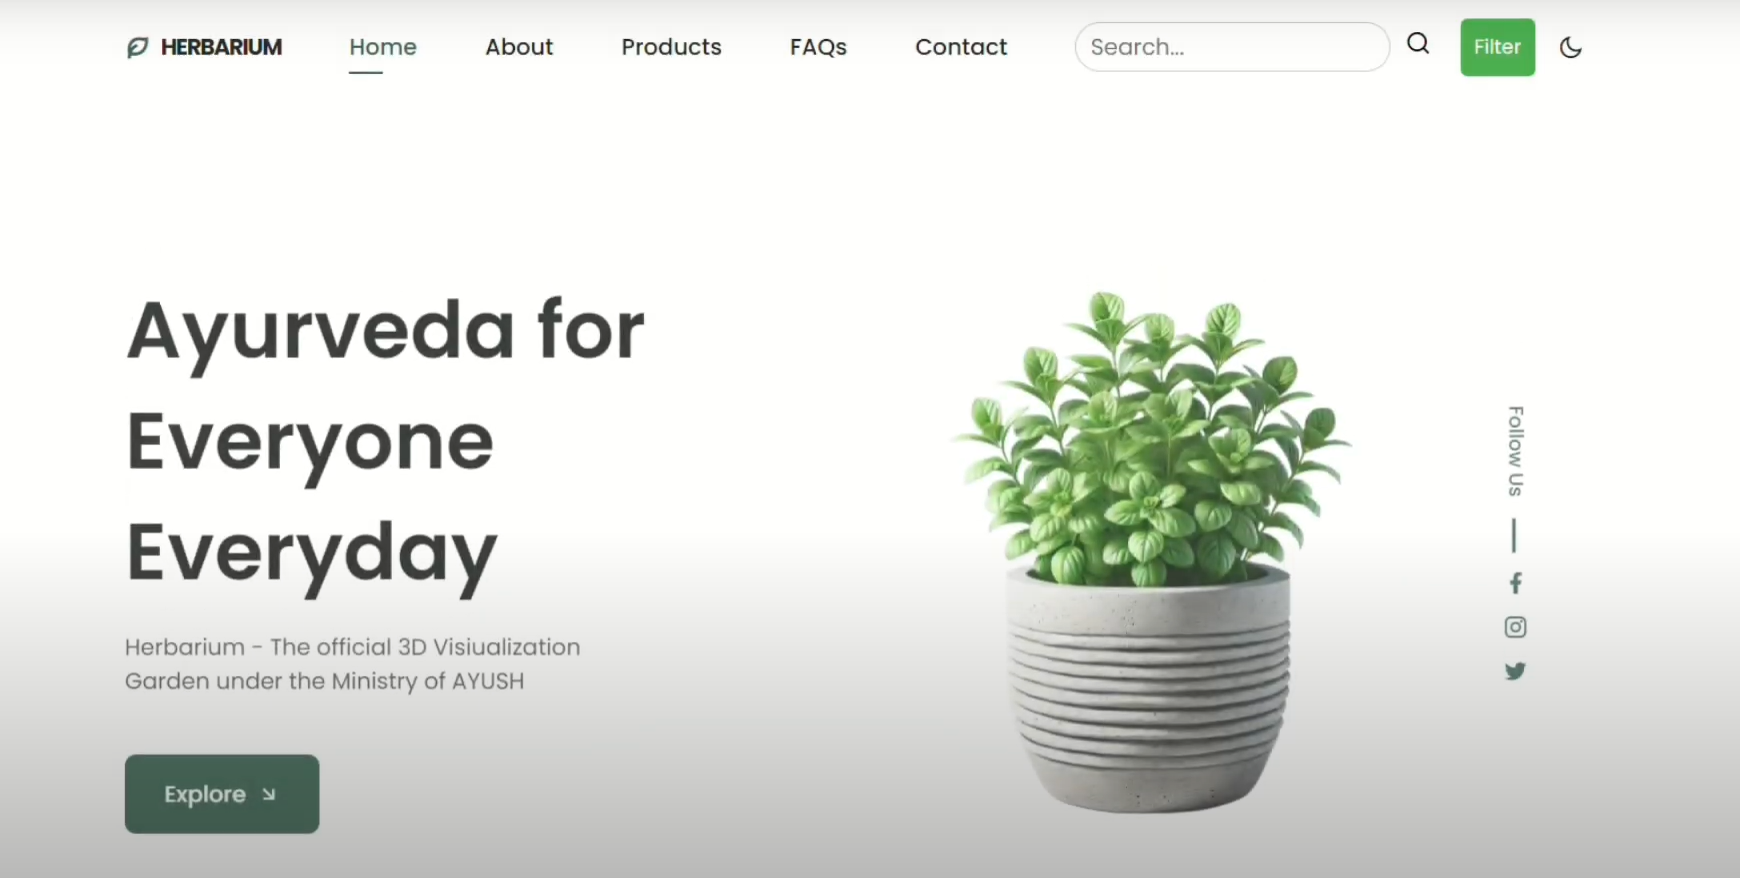 HERBARIUM
Home
About
Products
FAQs
Contact
Search...
Filter
Ayurveda for
Everyone
Everyday
Herbarium - The official 3D Visiualization
Garden under the Ministry of AYUSH
Explore
Follow Us